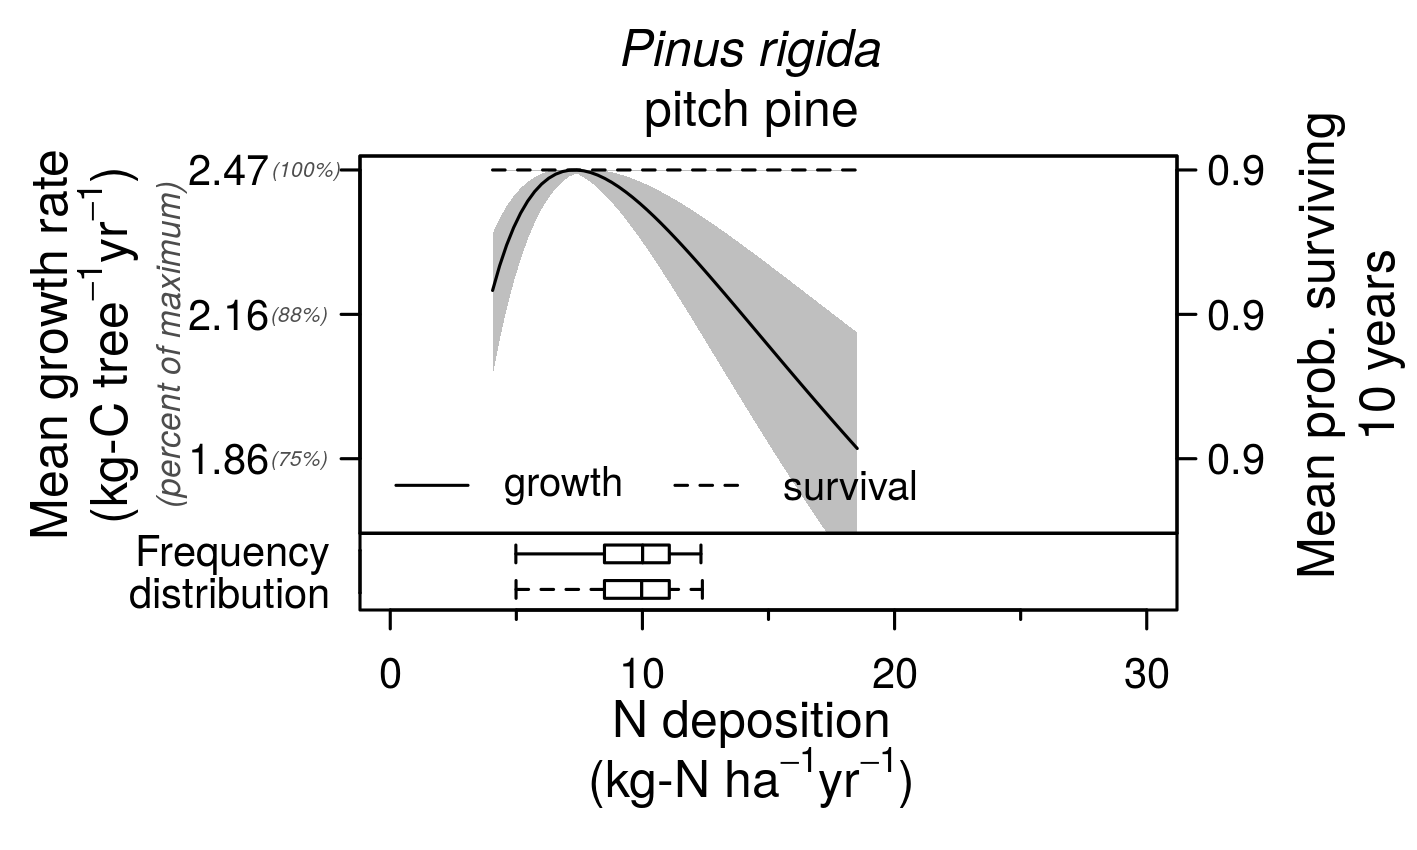 Pinus rigida
pitch pine
Mean growth rate
(kg-C tree⁻¹yr⁻¹)
(percent of maximum)
2.47 (100%)
2.16 (88%)
1.86 (75%)
0.9
0.9
0.9
Mean prob. surviving
10 years
growth survival
Frequency
distribution
0 10 20 30
N deposition
(kg-N ha⁻¹yr⁻¹)